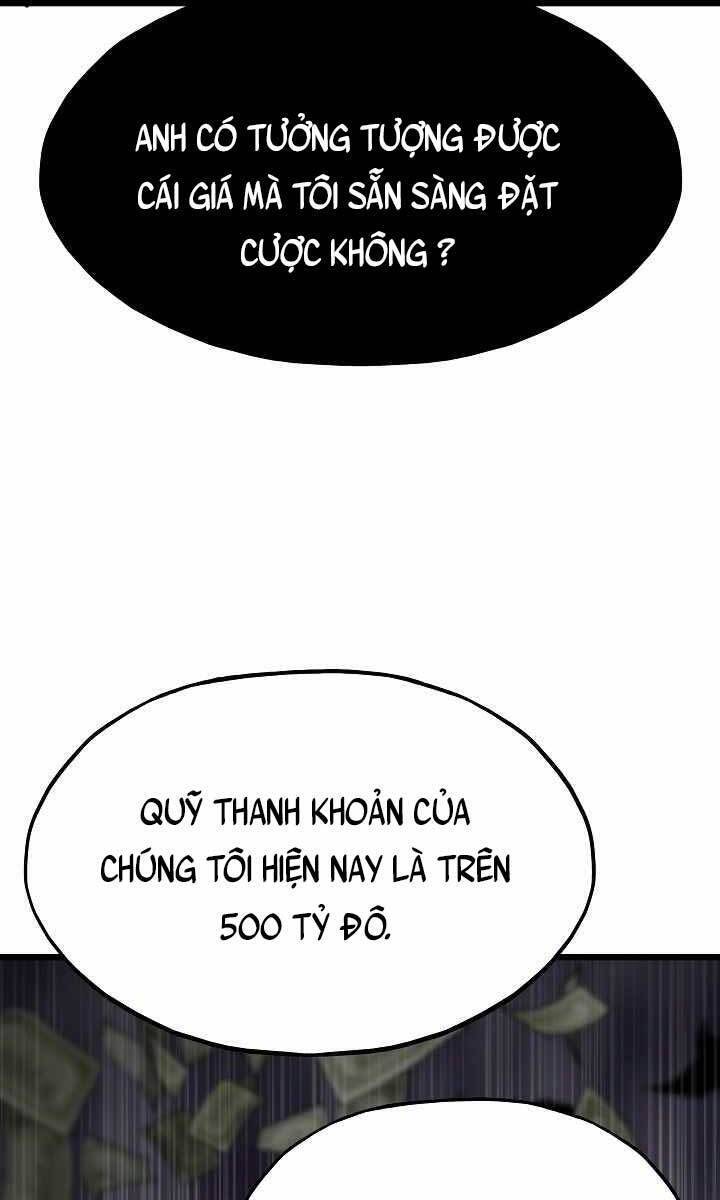 ANH CÓ TƯỞNG TƯỢNG ĐƯỢC
CÁI GIÁ MÀ TÔI SẴN SÀNG ĐẶT
CƯỢC KHÔNG ?
QUỸ THANH KHOẢN CỦA
CHÚNG TÔI HIỆN NAY LÀ TRÊN
500 TỶ ĐÔ.